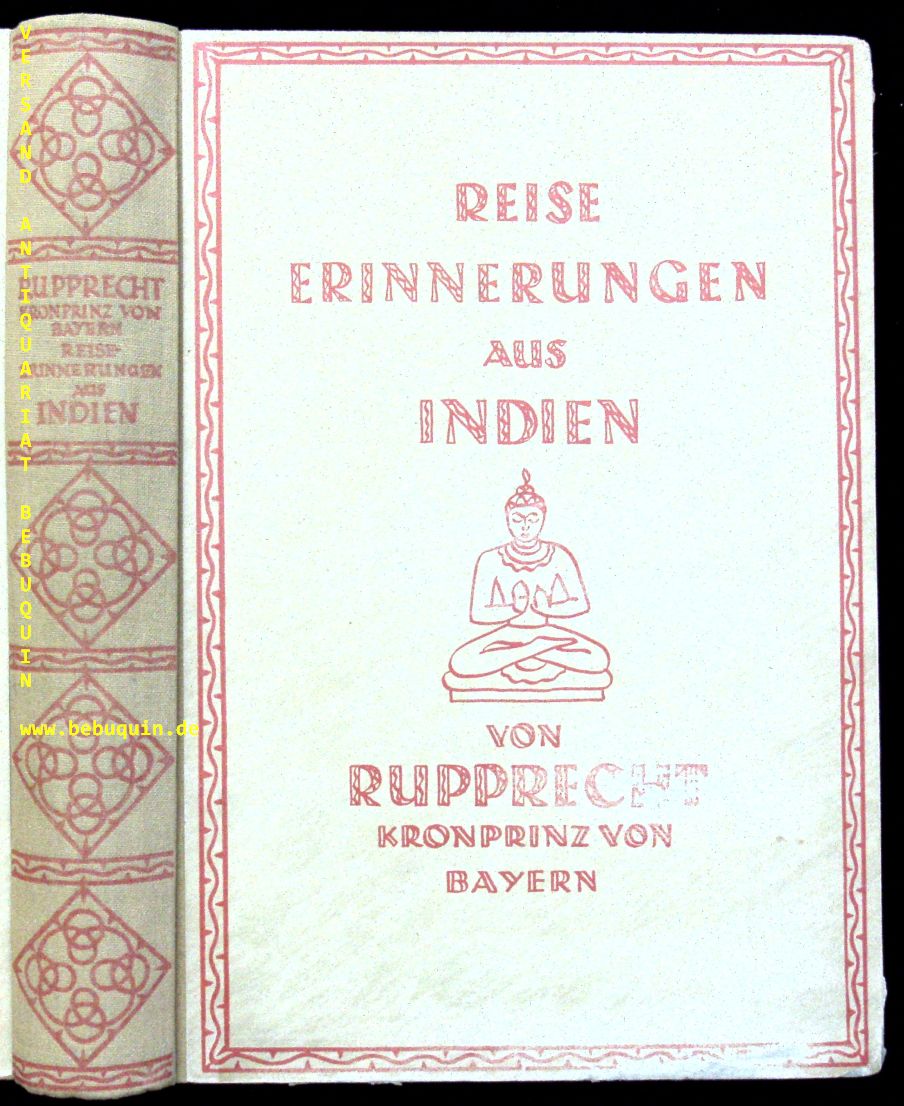 VERSAND ANTIQUARIAT BEBUQUIN
www.bebuquin.de
RUPPRECHT
KRONPRINZ VON
BAYERN
REISE-
ERINNERUNGEN
AUS
INDIEN
REISE
ERINNERUNGEN
AUS
INDIEN
VON
RUPPRECHT
KRONPRINZ VON
BAYERN